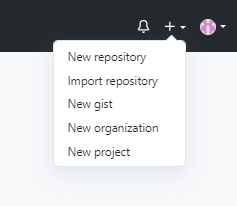 New repository
Import repository
New gist
New organization
New project